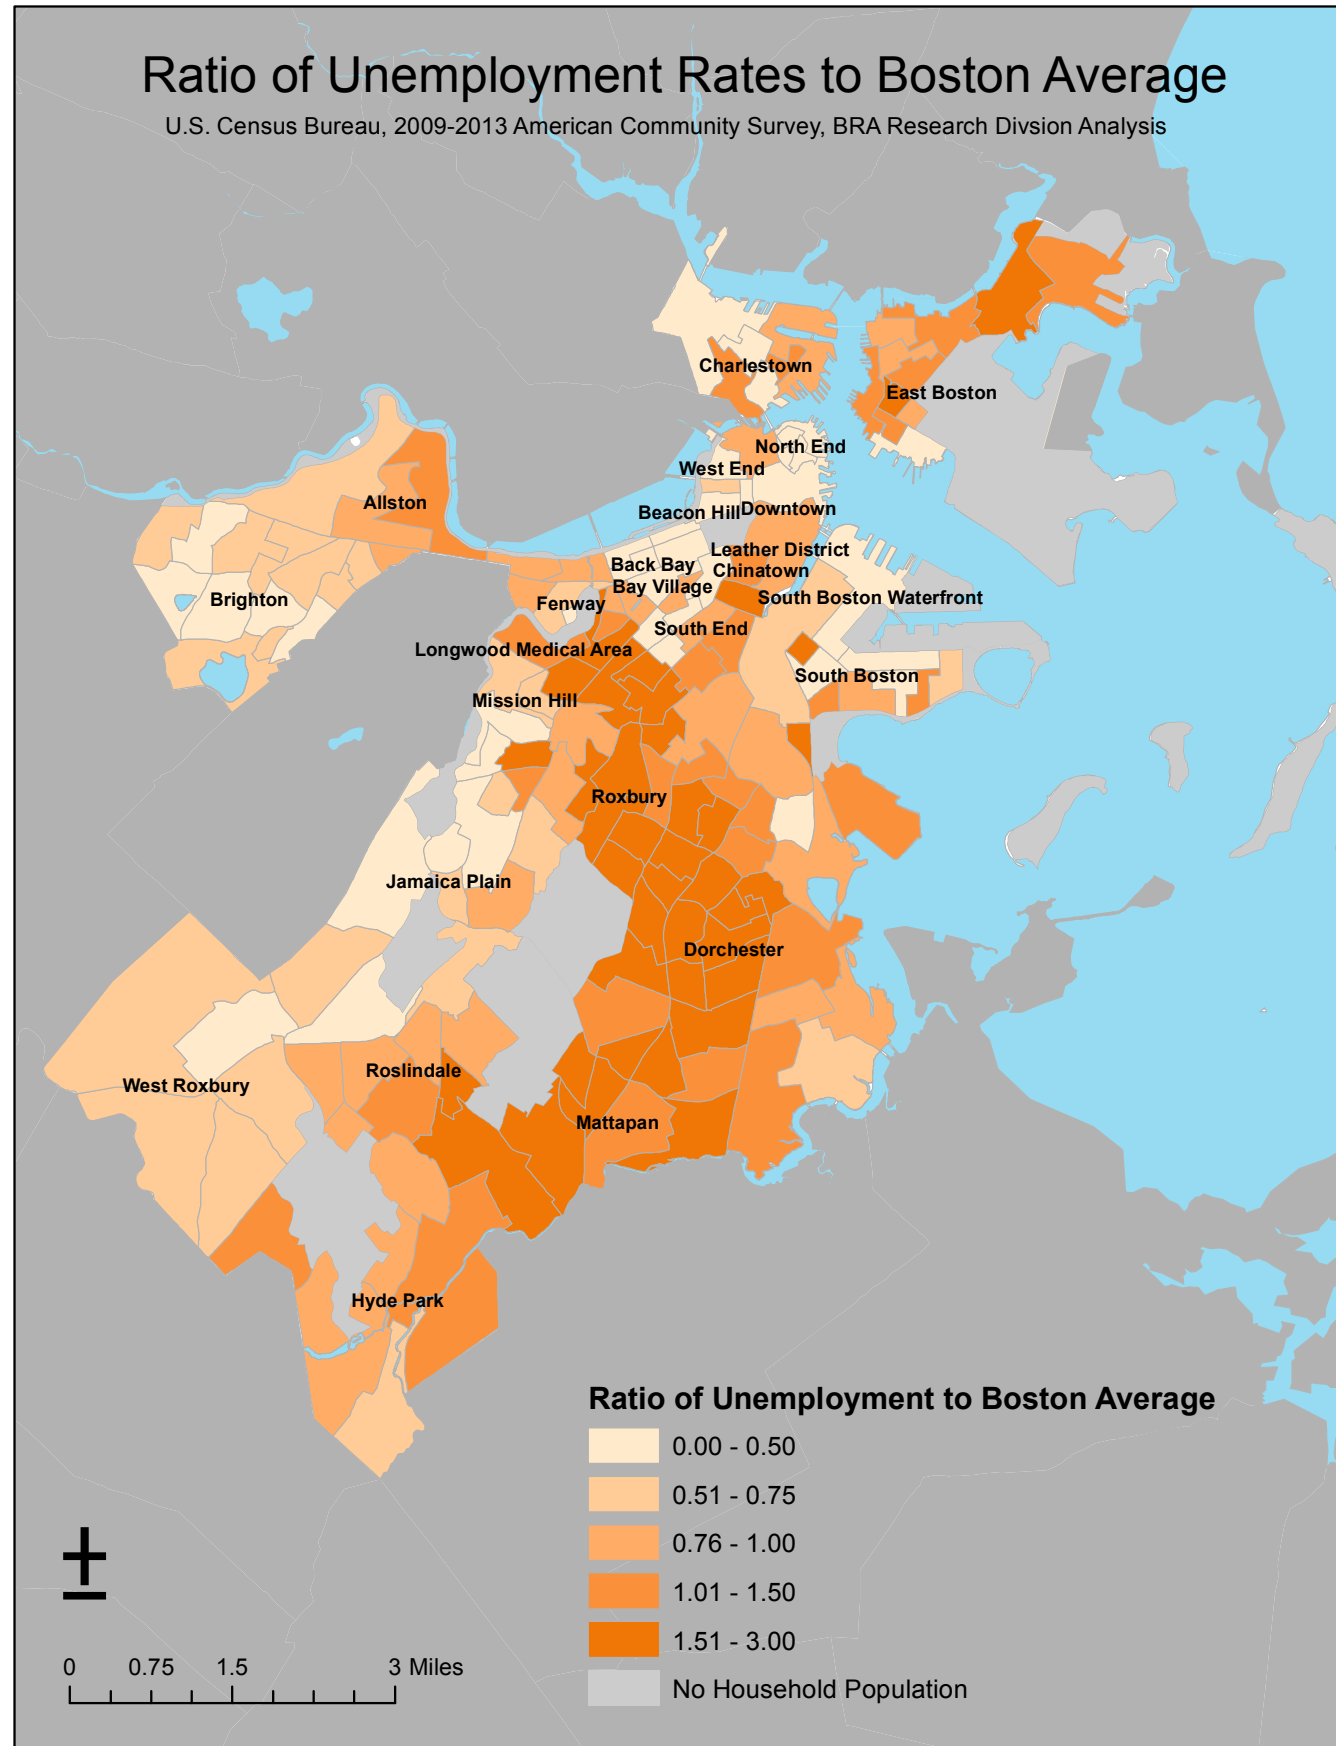 Ratio of Unemployment Rates to Boston Average
U.S. Census Bureau, 2009-2013 American Community Survey, BRA Research Divsion Analysis
Charlestown
East Boston
North End
West End
Allston
Beacon Hill
Downtown
Leather District
Back Bay
Chinatown
Bay Village
Brighton
Fenway
South Boston Waterfront
South End
Longwood Medical Area
South Boston
Mission Hill
Roxbury
Jamaica Plain
Dorchester
Roslindale
West Roxbury
Mattapan
Hyde Park
Ratio of Unemployment to Boston Average
0.00 - 0.50
0.51 - 0.75
0.76 - 1.00
1.01 - 1.50
1.51 - 3.00
No Household Population
0 0.75 1.5 3 Miles